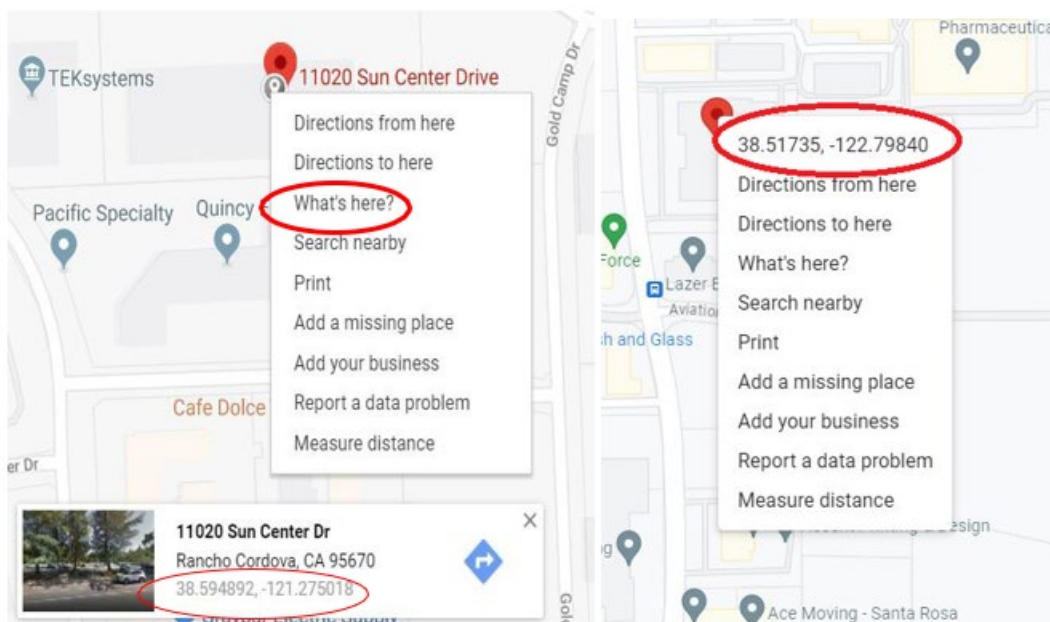 TEKsystems
11020 Sun Center Drive
Gold Camp Dr
Directions from here
Directions to here
What's here?
Search nearby
Print
Add a missing place
Add your business
Report a data problem
Measure distance
Pacific Specialty
Quincy
Cafe Dolce
er Dr
11020 Sun Center Dr
Rancho Cordova, CA 95670
38.594892, -121.275018
Gol
Pharmaceutica
38.51735, -122.79840
Directions from here
Directions to here
What's here?
Search nearby
Print
Add a missing place
Add your business
Report a data problem
Measure distance
Force
Lazer
Aviatio
sh and Glass
esign
ng
Ace Moving - Santa Rosa